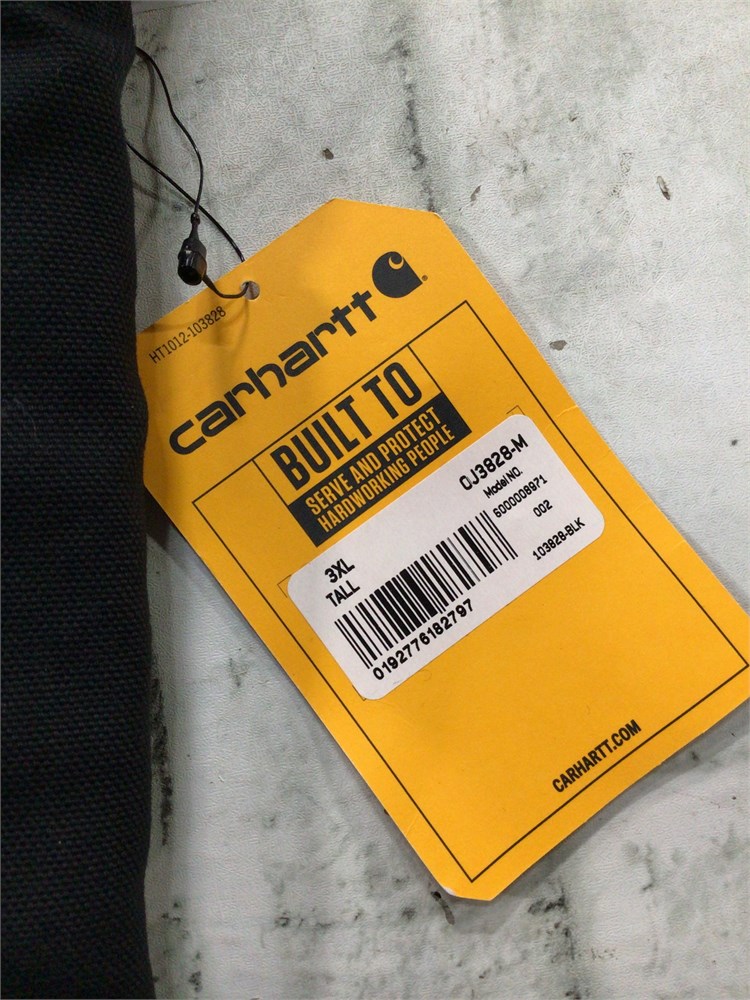 HT1012-103828
carhartt
BUILT TO
SERVE AND PROTECT
HARDWORKING PEOPLE
OJ3828-M
Model NO.
6000008971
002
103828-BLK
3XL
TALL
0192776182797
CARHARTT.COM